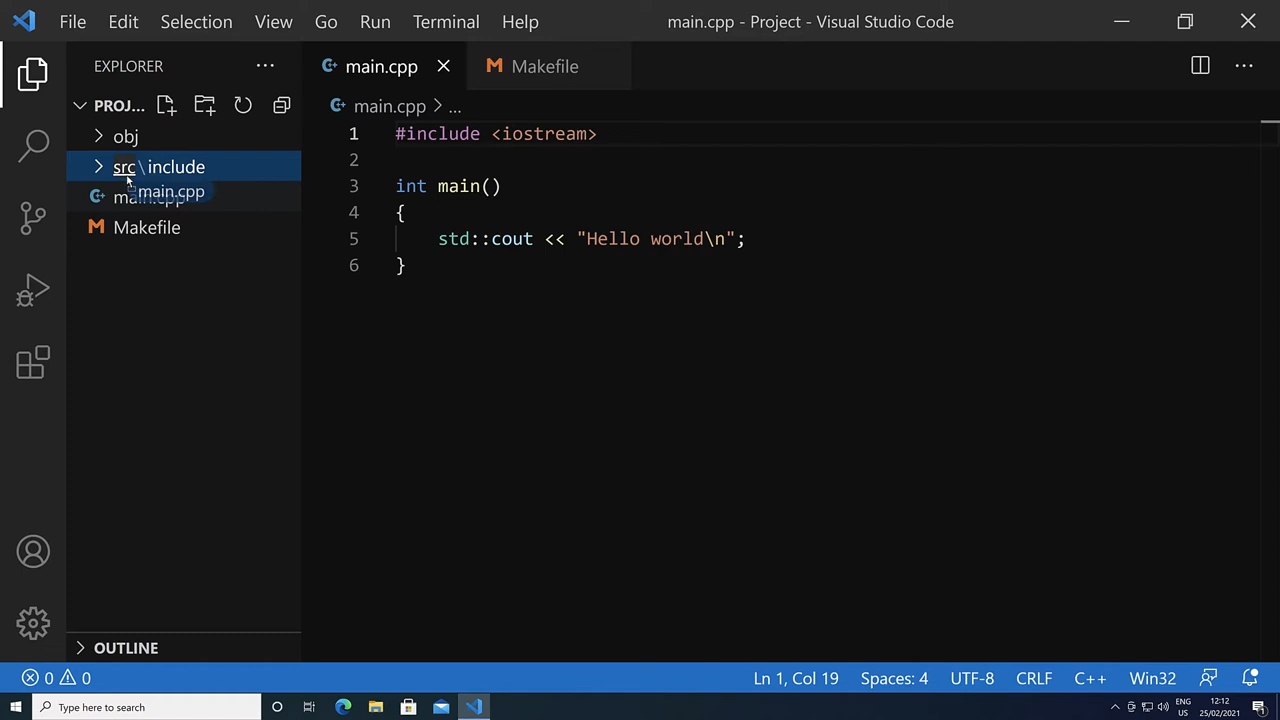 File Edit Selection View Go Run Terminal Help main.cpp - Project - Visual Studio Code
EXPLORER
main.cpp
Makefile
PROJ...
main.cpp > ...
obj
src\include
main.cpp
main.cpp
Makefile
1 #include <iostream>
2
3 int main()
4 {
5 std::cout << "Hello world\n";
6 }
OUTLINE
0 0 Ln 1, Col 19 Spaces: 4 UTF-8 CRLF C++ Win32
Type here to search
ENG
US
12:12
25/02/2021
1